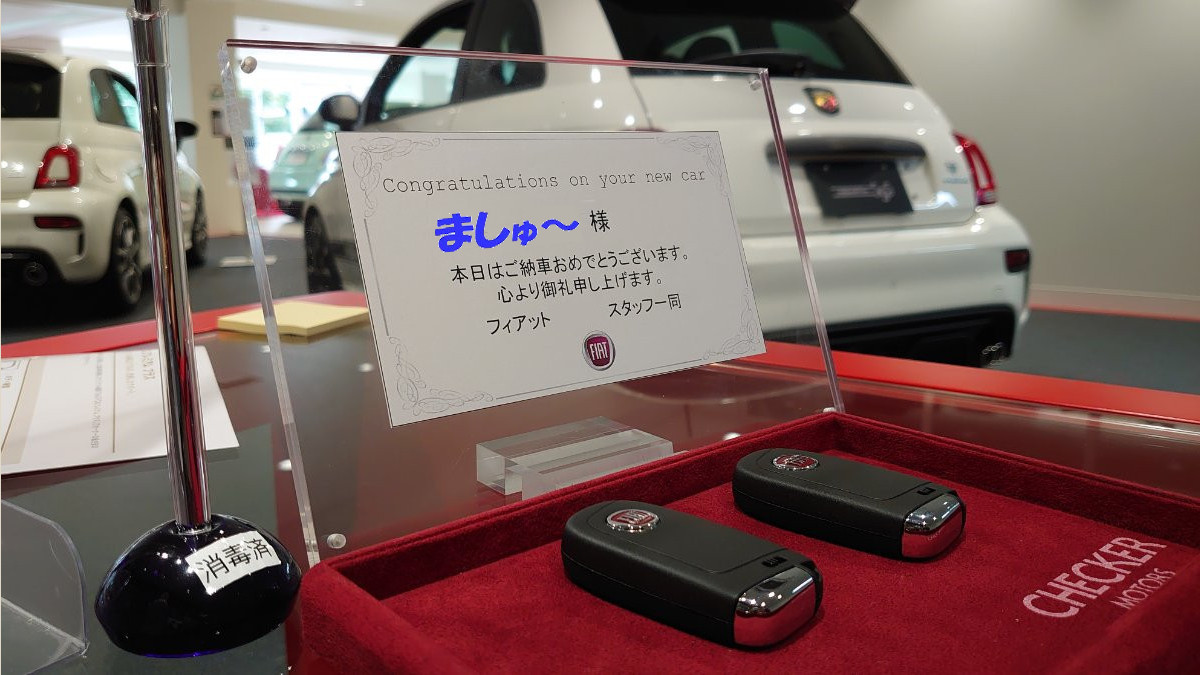 Congratulations on your new car
ましゅ～ 様
本日はご納車おめでとうございます。
心より御礼申し上げます。
フィアット スタッフ一同
FIAT
消毒済
CHECKER
MOTORS